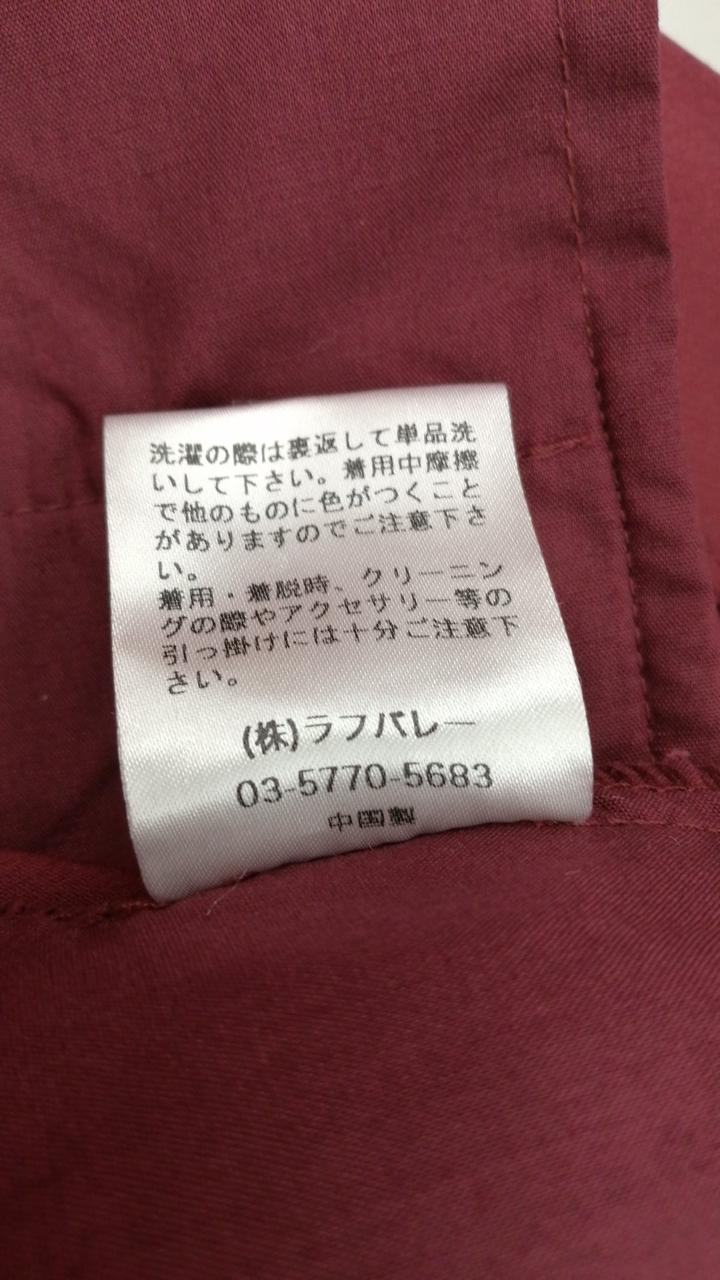 洗濯の際は裏返して単品洗
いして下さい。着用中摩擦
で他のものに色がつくこと
がありますのでご注意下さ
い。
着用・着脱時、クリーニン
グの際やアクセサリー等の
引っ掛けには十分ご注意下
さい。
(株)ラフバレー
03-5770-5683
中国製